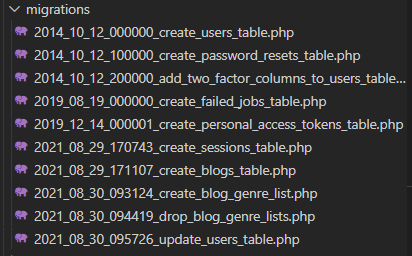 migrations
2014_10_12_000000_create_users_table.php
2014_10_12_100000_create_password_resets_table.php
2014_10_12_200000_add_two_factor_columns_to_users_table...
2019_08_19_000000_create_failed_jobs_table.php
2019_12_14_000001_create_personal_access_tokens_table.php
2021_08_29_170743_create_sessions_table.php
2021_08_29_171107_create_blogs_table.php
2021_08_30_093124_create_blog_genre_list.php
2021_08_30_094419_drop_blog_genre_lists.php
2021_08_30_095726_update_users_table.php